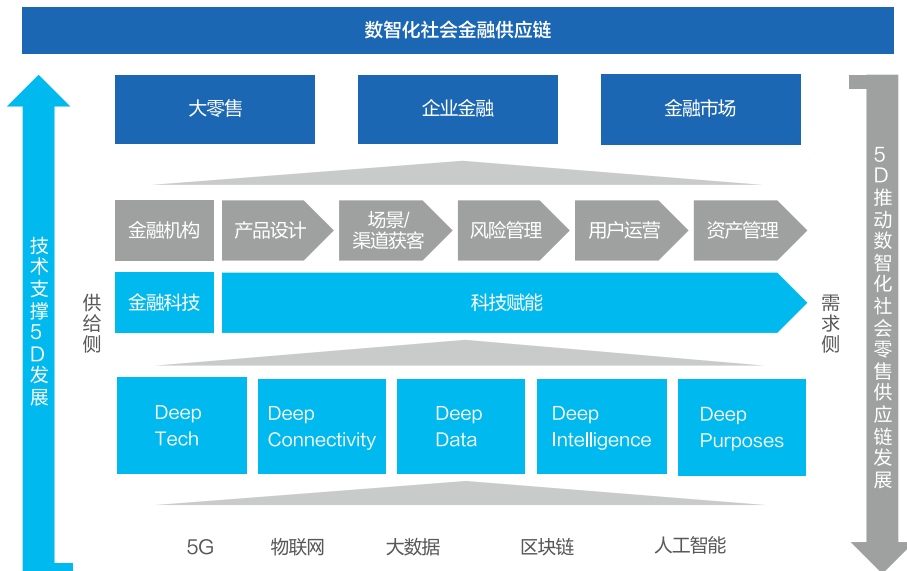 数智化社会金融供应链
大零售
企业金融
金融市场
金融机构
产品设计
场景/
渠道获客
风险管理
用户运营
资产管理
金融科技
科技赋能
供给侧
需求侧
技术支撑5D发展
5D推动数智化社会零售供应链发展
Deep
Tech
Deep
Connectivity
Deep
Data
Deep
Intelligence
Deep
Purposes
5G
物联网
大数据
区块链
人工智能